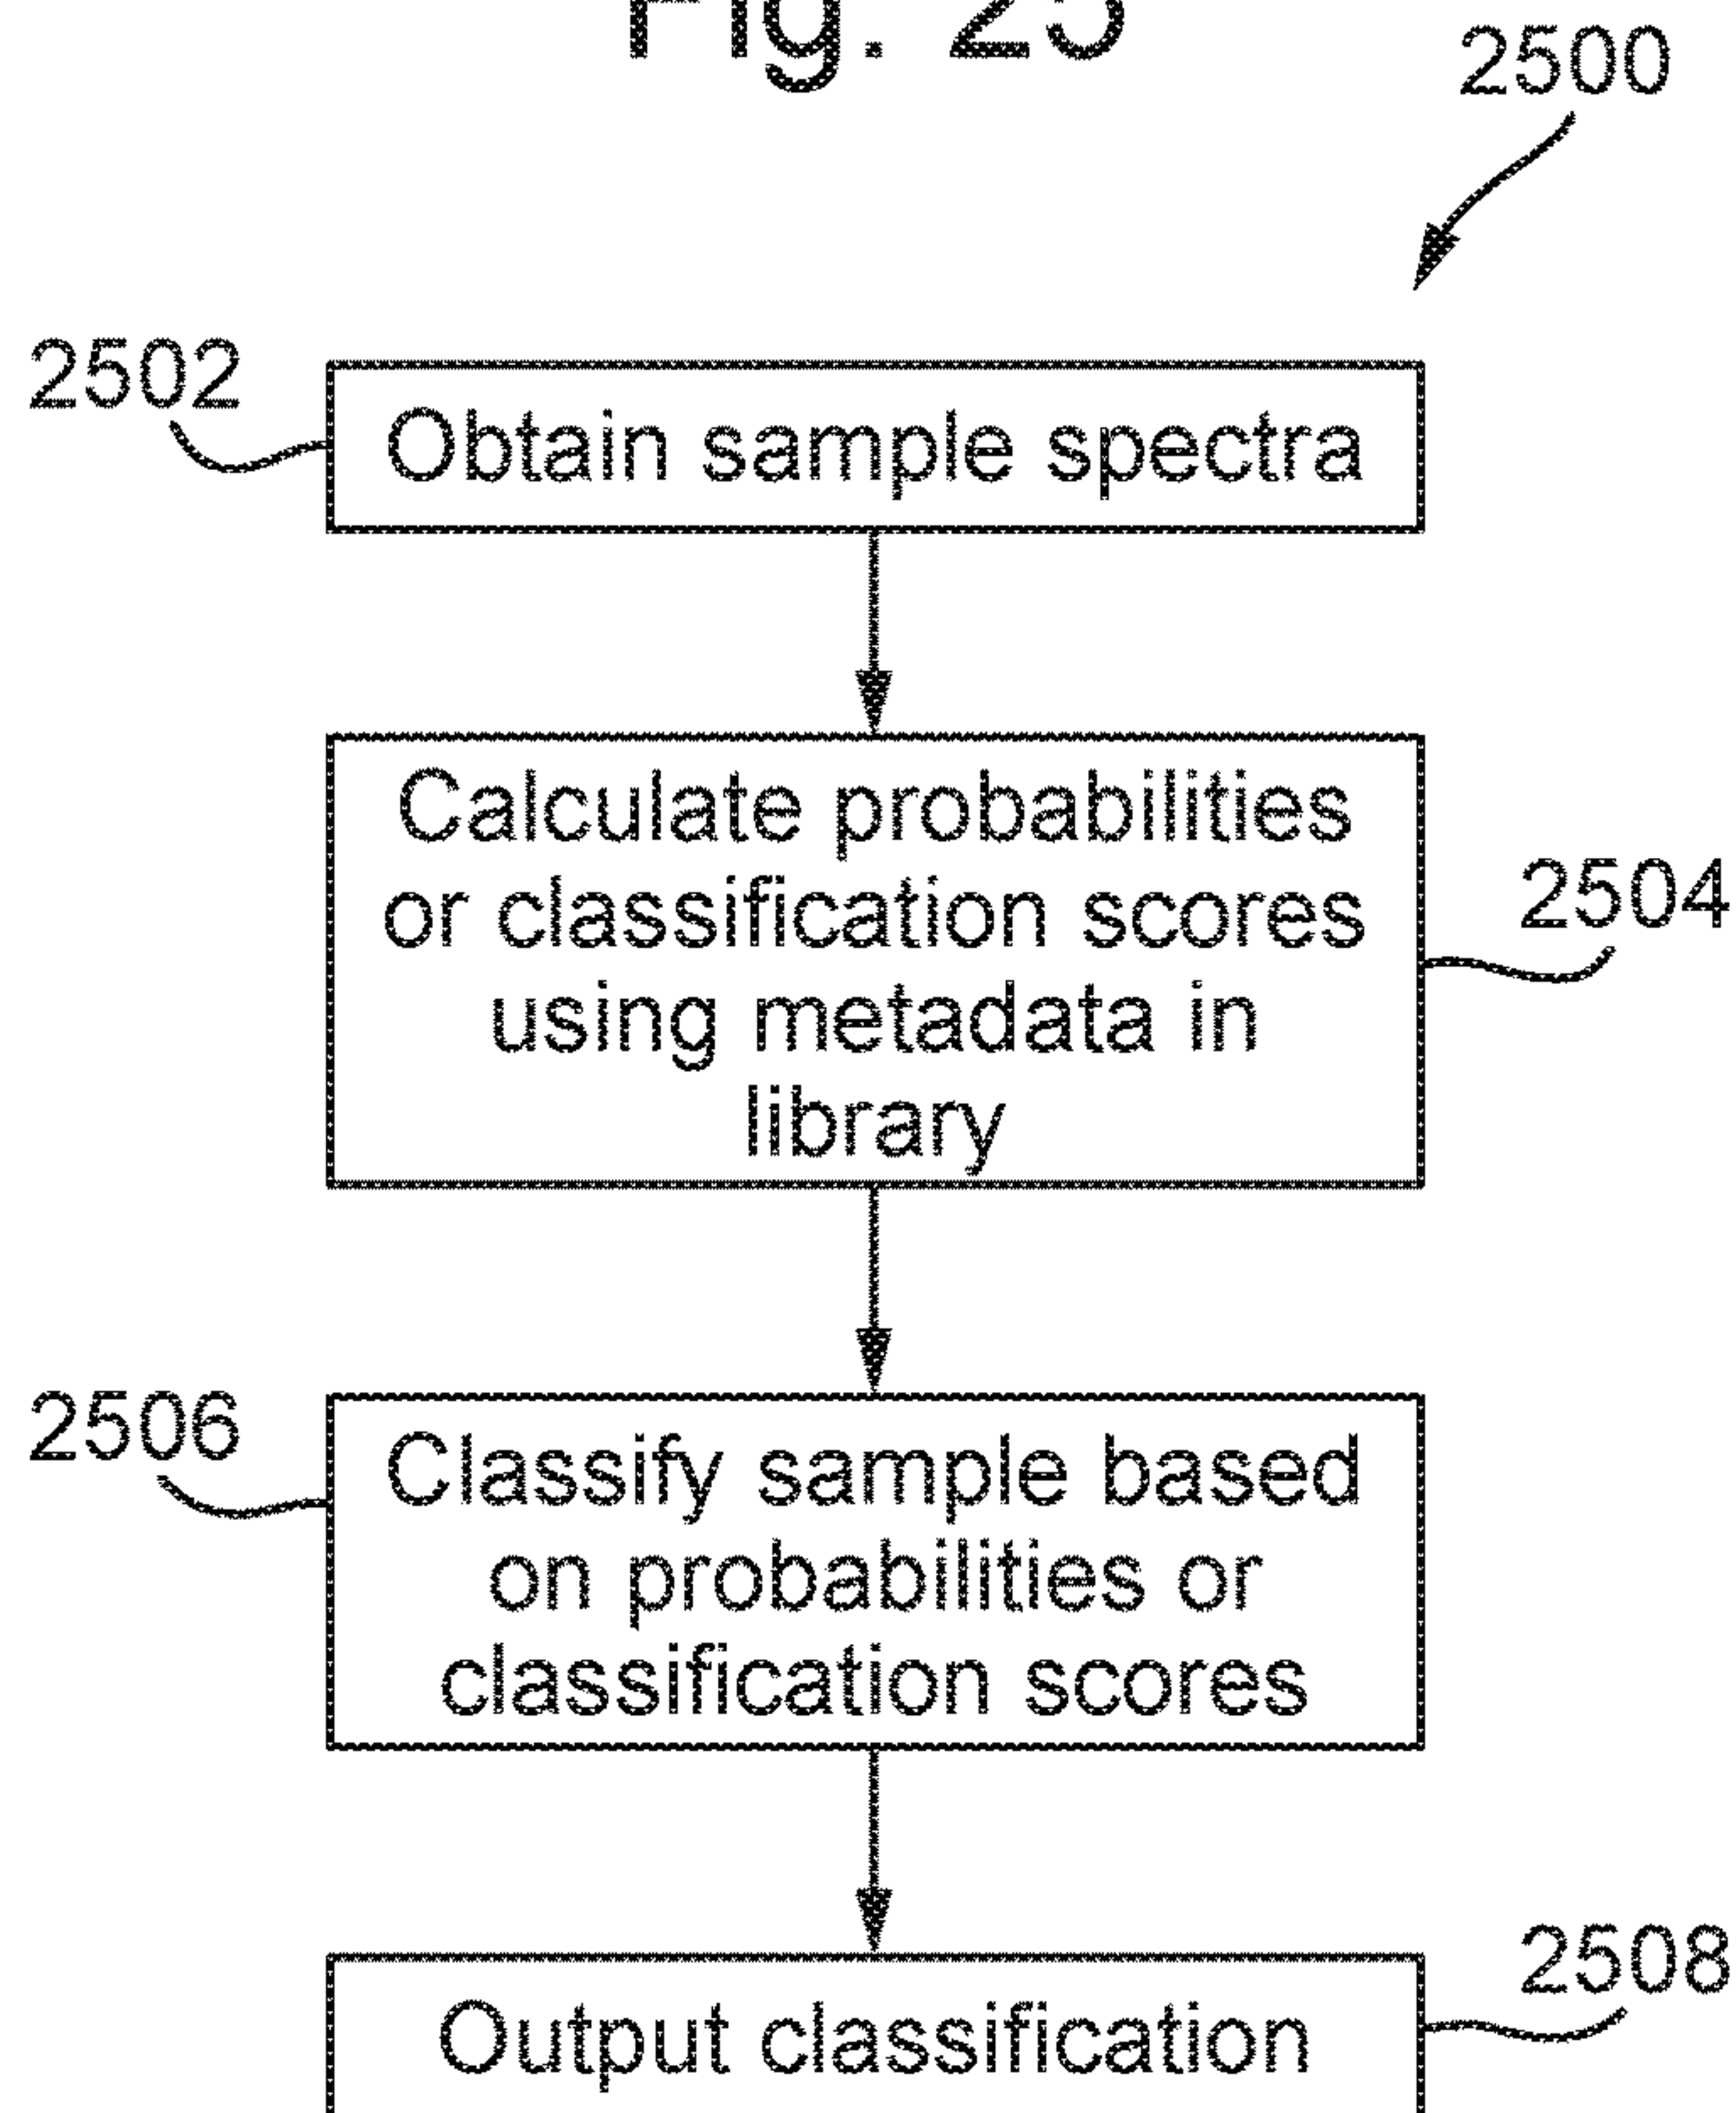 Fig. 25
2500
2502
Obtain sample spectra
Calculate probabilities
or classification scores
using metadata in
library
2504
2506
Classify sample based
on probabilities or
classification scores
2508
Output classification